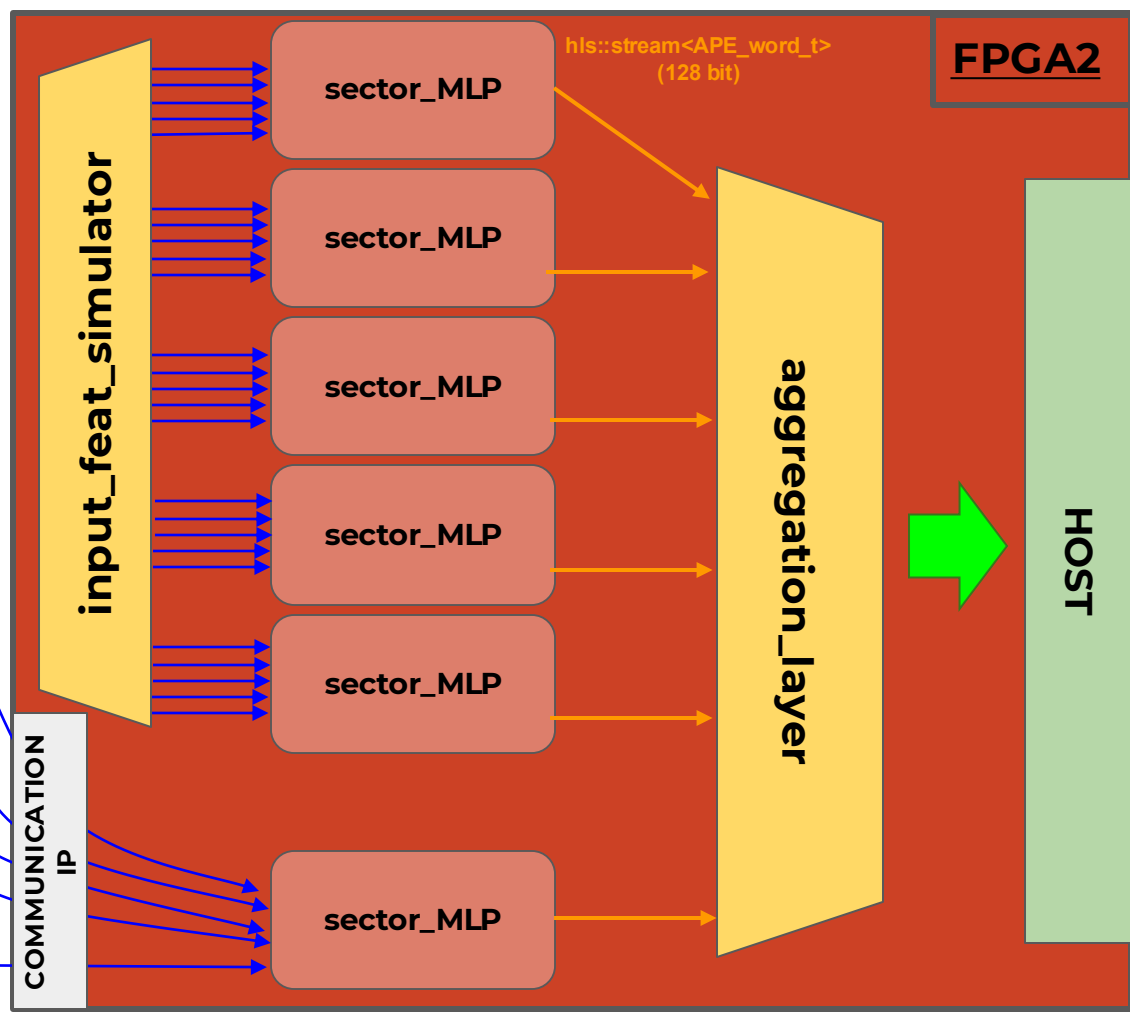 hls::stream<APE_word_t>
(128 bit)
FPGA2
input_feat_simulator
sector_MLP
sector_MLP
sector_MLP
sector_MLP
sector_MLP
sector_MLP
aggregation_layer
HOST
COMMUNICATION
IP